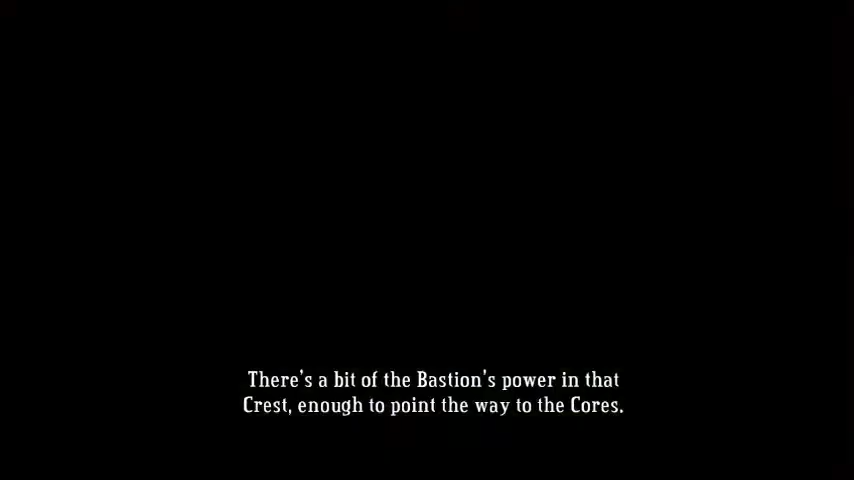 There's a bit of the Bastion's power in that
Crest, enough to point the way to the Cores.